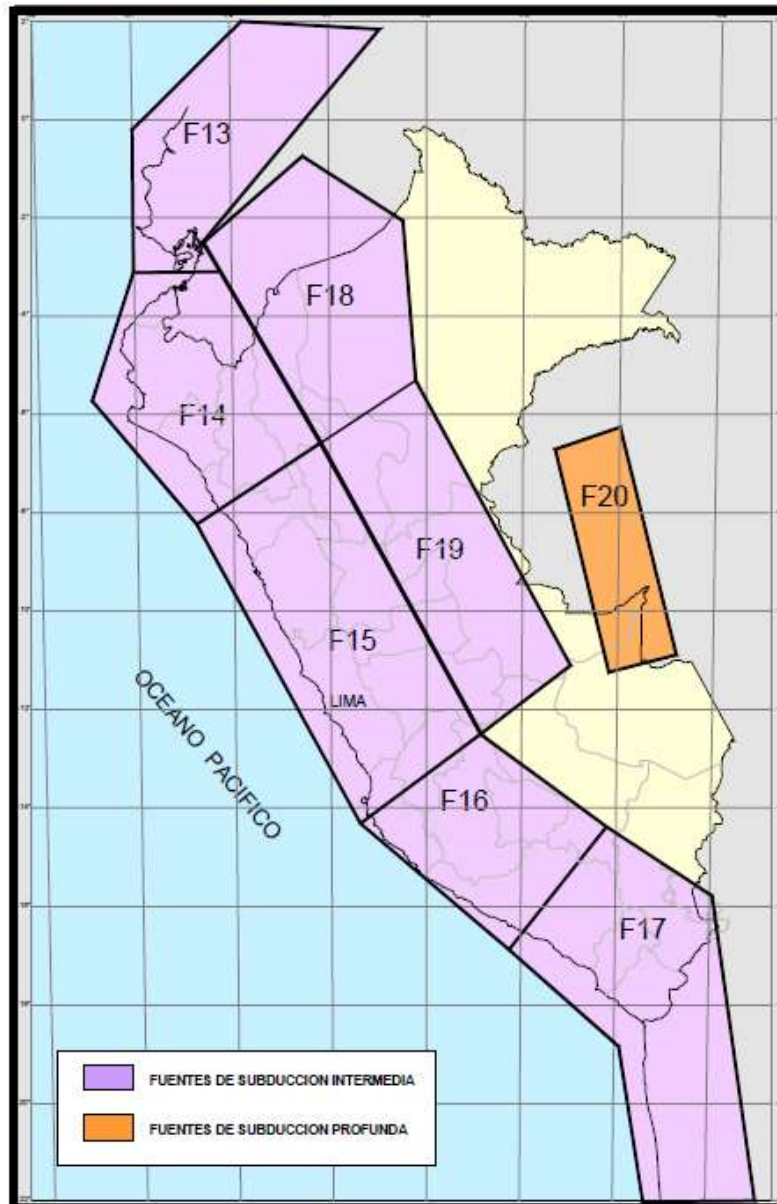 F13
F18
F14
F20
F19
F15
LIMA
OCEANO PACIFICO
F16
F17
FUENTES DE SUBDUCCION INTERMEDIA
FUENTES DE SUBDUCCION PROFUNDA